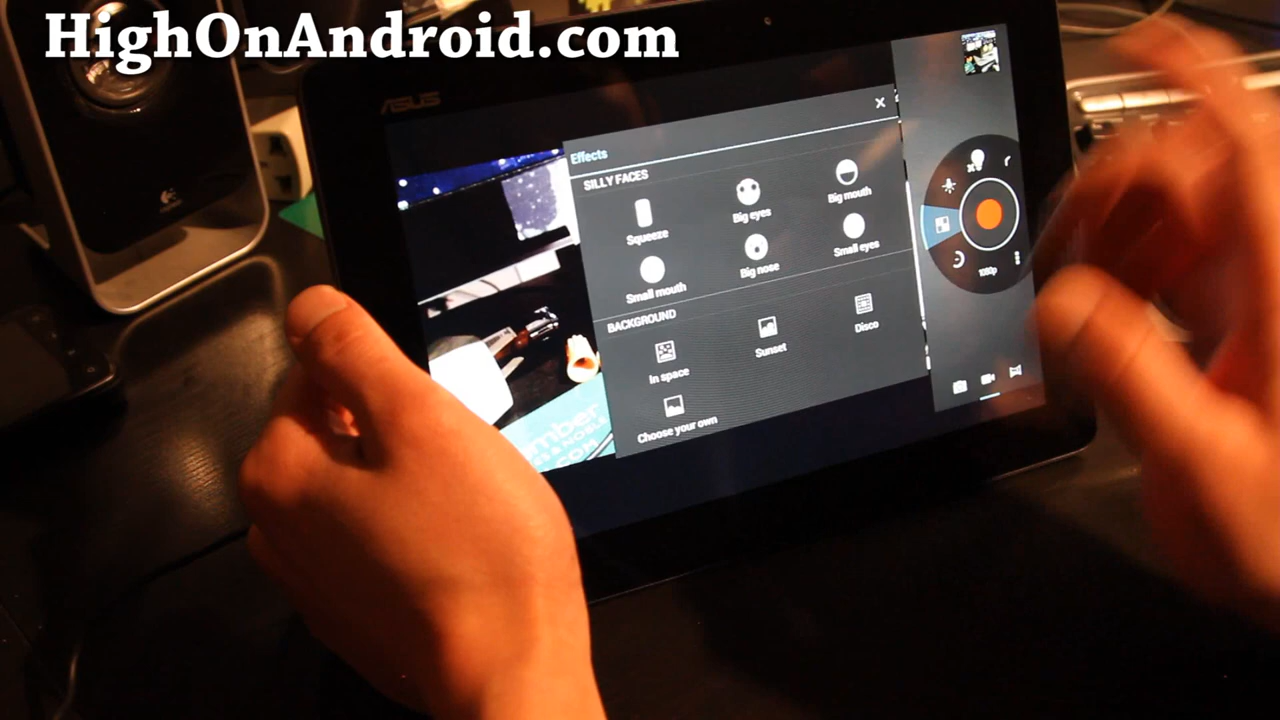 HighOnAndroid.com
ASUS
Effects
SILLY FACES
Squeeze
Big eyes
Big mouth
Small mouth
Big nose
Small eyes
BACKGROUND
In space
Sunset
Disco
Choose your own
1080p